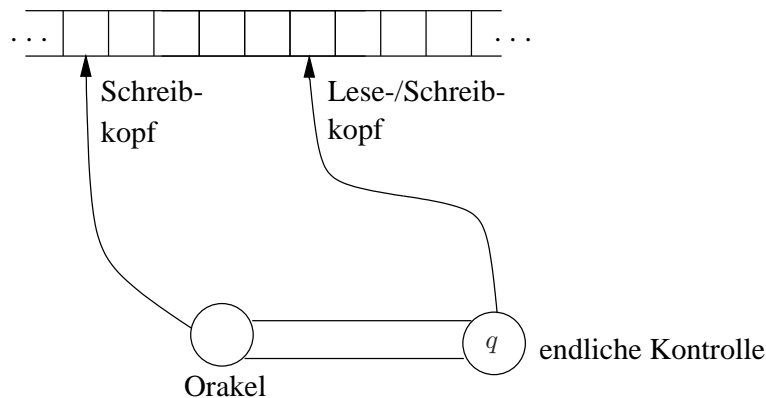 . . .
. . .
Schreib-
kopf
Lese-/Schreib-
kopf
q
endliche Kontrolle
Orakel